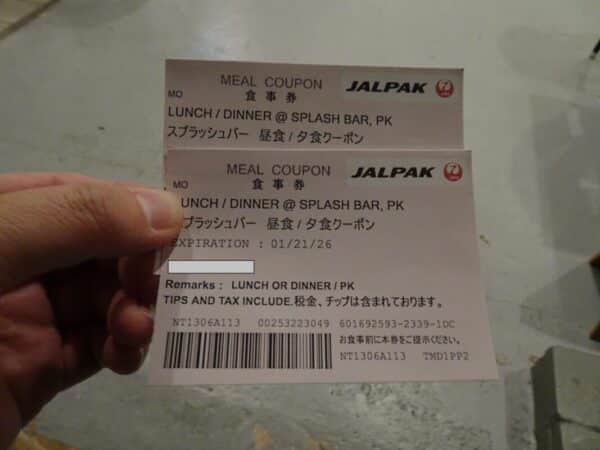 MEAL COUPON JALPAK
食事券
MO
LUNCH / DINNER @ SPLASH BAR, PK
スプラッシュバー 昼食 / 夕食クーポン
MEAL COUPON JALPAK
食事券
MO
UNCH / DINNER @ SPLASH BAR, PK
プラッシュバー 昼食 / 夕食クーポン
EXPIRATION : 01/21/26
Remarks : LUNCH OR DINNER / PK
TIPS AND TAX INCLUDE.税金、チップは含まれております。
NT1306A113 00253223049 601692593-2339-1DC
お食事前に本券をご提示ください。
NT1306A113 TMD1PP2